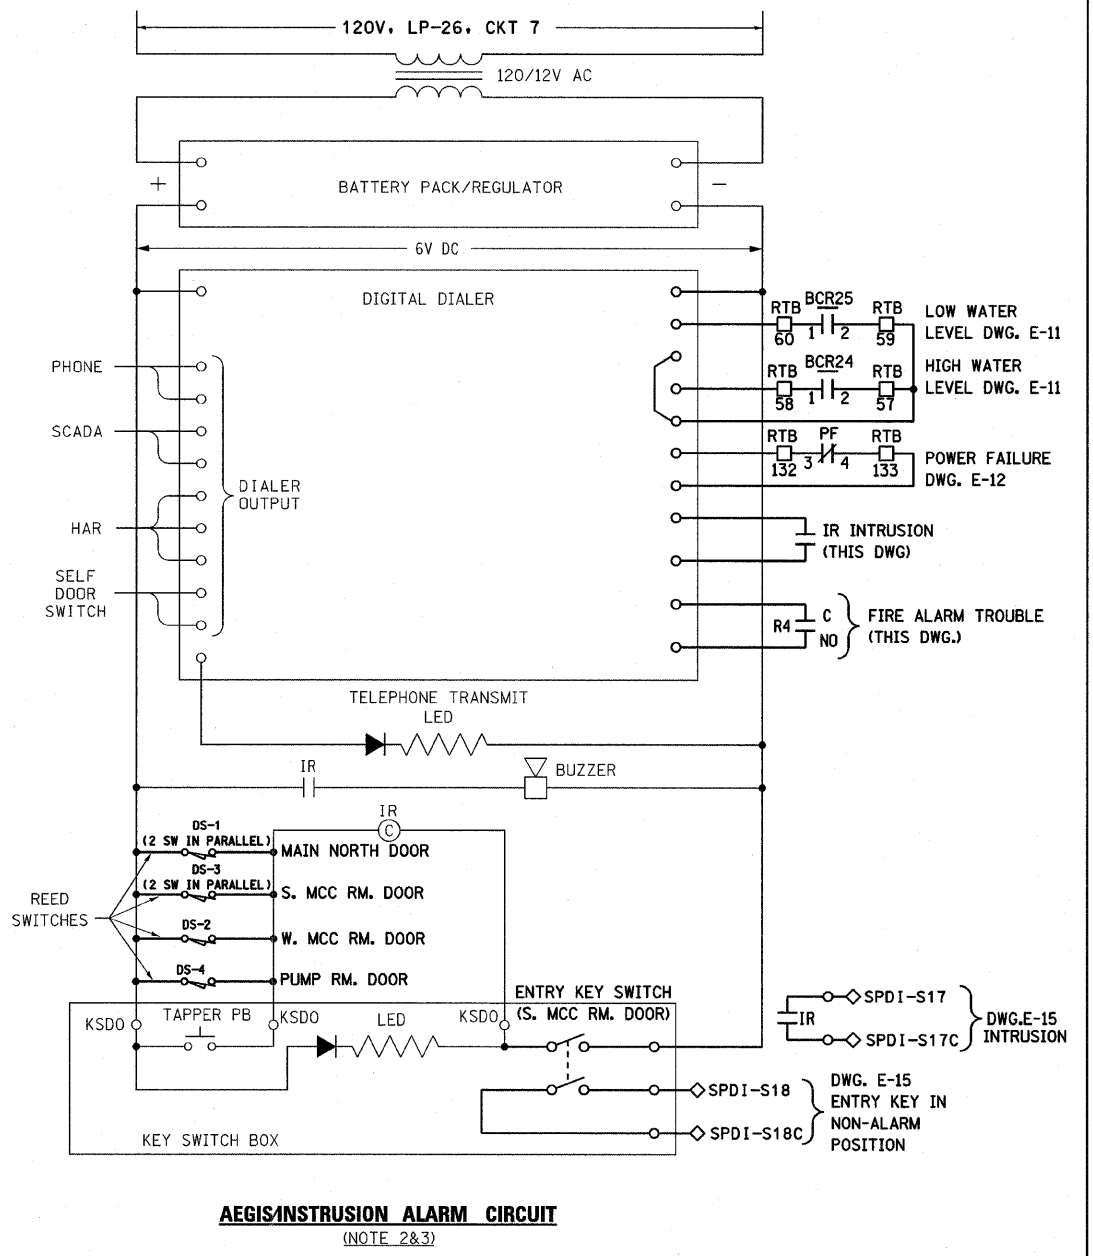 120V, LP-26, CKT 7
120/12V AC
+
BATTERY PACK/REGULATOR
−
6V DC
DIGITAL DIALER
PHONE
SCADA
HAR
SELF
DOOR
SWITCH
DIALER
OUTPUT
RTB BCR25 RTB
60 1 2 59
LOW WATER
LEVEL DWG. E-11
RTB BCR24 RTB
58 1 2 57
HIGH WATER
LEVEL DWG. E-11
RTB PF RTB
132 3 4 133
POWER FAILURE
DWG. E-12
IR INTRUSION
(THIS DWG)
R4 C
NO
FIRE ALARM TROUBLE
(THIS DWG.)
TELEPHONE TRANSMIT
LED
IR
BUZZER
IR
C
DS-1
(2 SW IN PARALLEL)
MAIN NORTH DOOR
DS-3
(2 SW IN PARALLEL)
S. MCC RM. DOOR
REED
SWITCHES
DS-2
W. MCC RM. DOOR
DS-4
PUMP RM. DOOR
ENTRY KEY SWITCH
(S. MCC RM. DOOR)
KSDO
TAPPER PB
KSDO
LED
KSDO
KEY SWITCH BOX
IR
SPDI-S17
SPDI-S17C
DWG.E-15
INTRUSION
SPDI-S18
SPDI-S18C
DWG. E-15
ENTRY KEY IN
NON-ALARM
POSITION
AEGIS/INSTRUSION ALARM CIRCUIT
(NOTE 2&3)